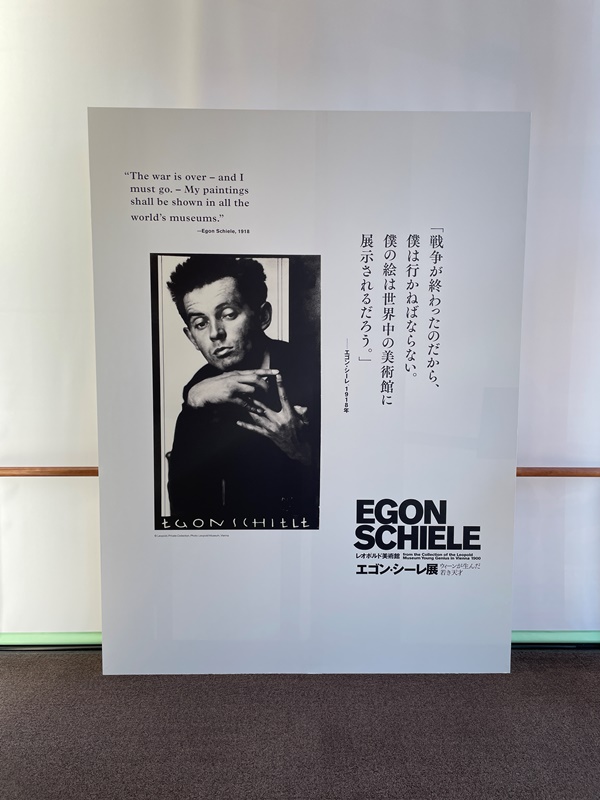 “The war is over – and I
must go. – My paintings
shall be shown in all the
world’s museums.”
—Egon Schiele, 1918
「戦争が終わったのだから、
僕は行かねばならない。
僕の絵は世界中の美術館に
展示されるだろう。」
——エゴン・シーレ、1918年
EGON SCHIELE
EGON
SCHIELE
レオポルド美術館
from the Collection of the Leopold
Museum Young Genius in Vienna 1900
エゴン・シーレ展
ウィーンが生んだ
若き天才